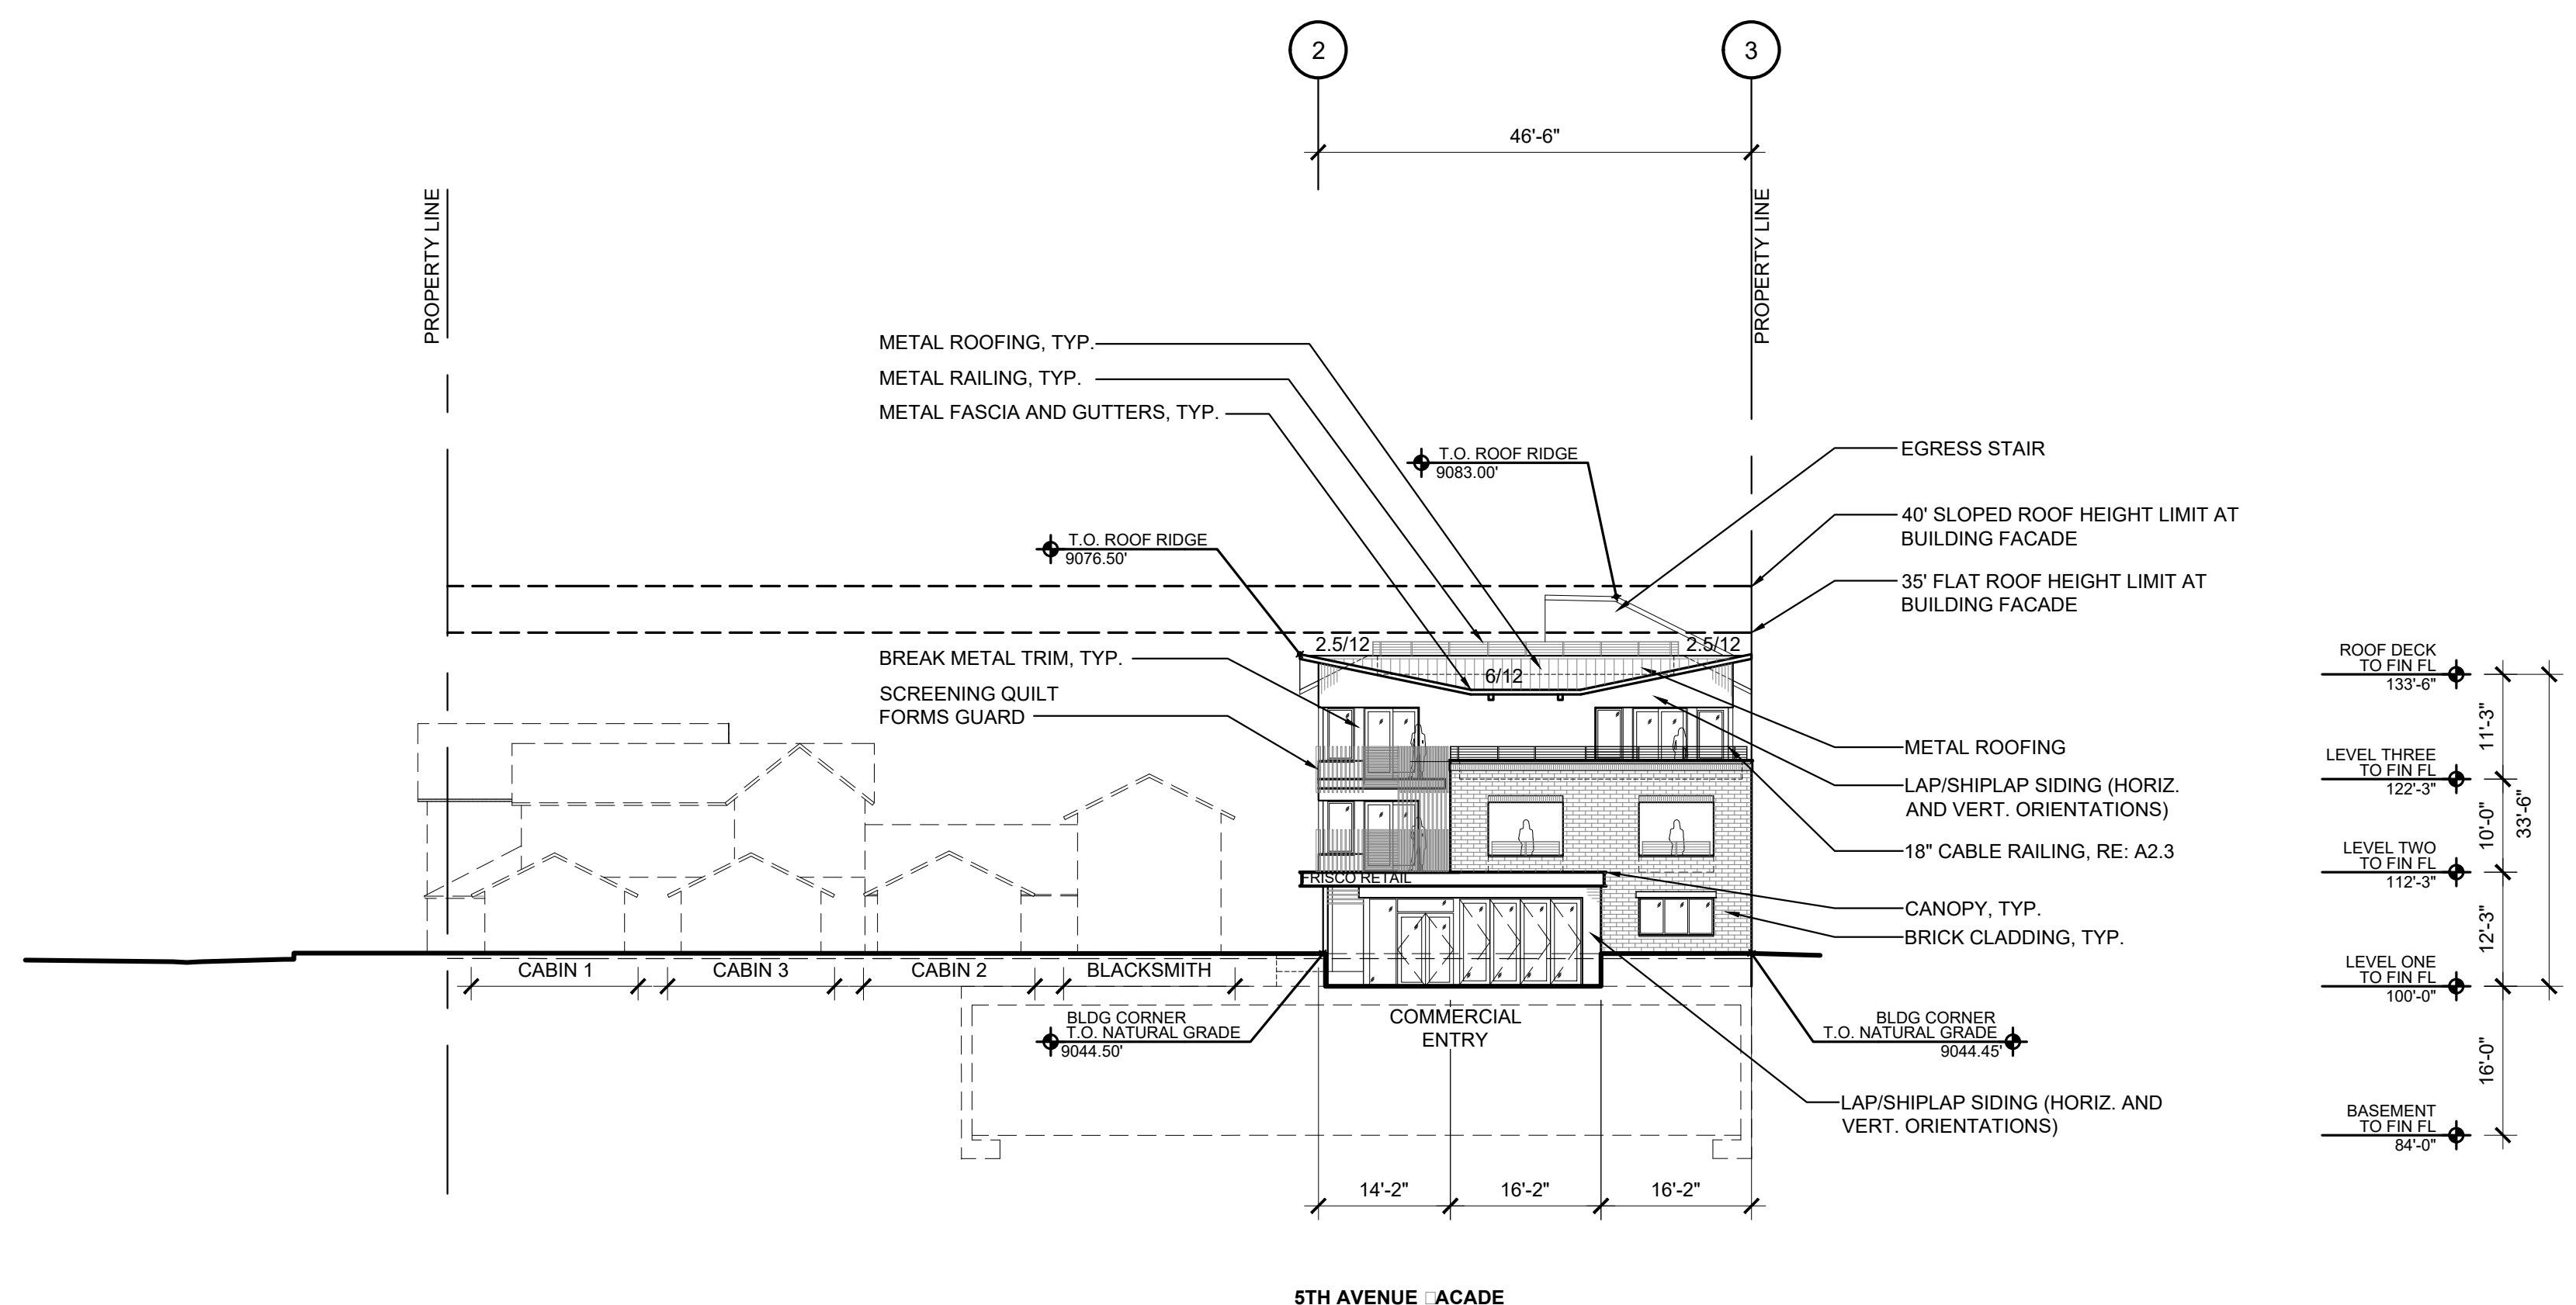 2
3
46'-6"
PROPERTY LINE
PROPERTY LINE
METAL ROOFING, TYP.
METAL RAILING, TYP.
METAL FASCIA AND GUTTERS, TYP.
T.O. ROOF RIDGE
9083.00'
EGRESS STAIR
40' SLOPED ROOF HEIGHT LIMIT AT
BUILDING FACADE
T.O. ROOF RIDGE
9076.50'
35' FLAT ROOF HEIGHT LIMIT AT
BUILDING FACADE
2.5/12
2.5/12
6/12
BREAK METAL TRIM, TYP.
SCREENING QUILT
FORMS GUARD
METAL ROOFING
LAP/SHIPLAP SIDING (HORIZ.
AND VERT. ORIENTATIONS)
18" CABLE RAILING, RE: A2.3
FRISCO RETAIL
CANOPY, TYP.
BRICK CLADDING, TYP.
ROOF DECK
TO FIN FL
133'-6"
11'-3"
LEVEL THREE
TO FIN FL
122'-3"
33'-6"
10'-0"
LEVEL TWO
TO FIN FL
112'-3"
12'-3"
LEVEL ONE
TO FIN FL
100'-0"
16'-0"
BASEMENT
TO FIN FL
84'-0"
CABIN 1
CABIN 3
CABIN 2
BLACKSMITH
BLDG CORNER
T.O. NATURAL GRADE
9044.50'
COMMERCIAL
ENTRY
BLDG CORNER
T.O. NATURAL GRADE
9044.45'
LAP/SHIPLAP SIDING (HORIZ. AND
VERT. ORIENTATIONS)
14'-2"
16'-2"
16'-2"
5TH AVENUE □ACADE